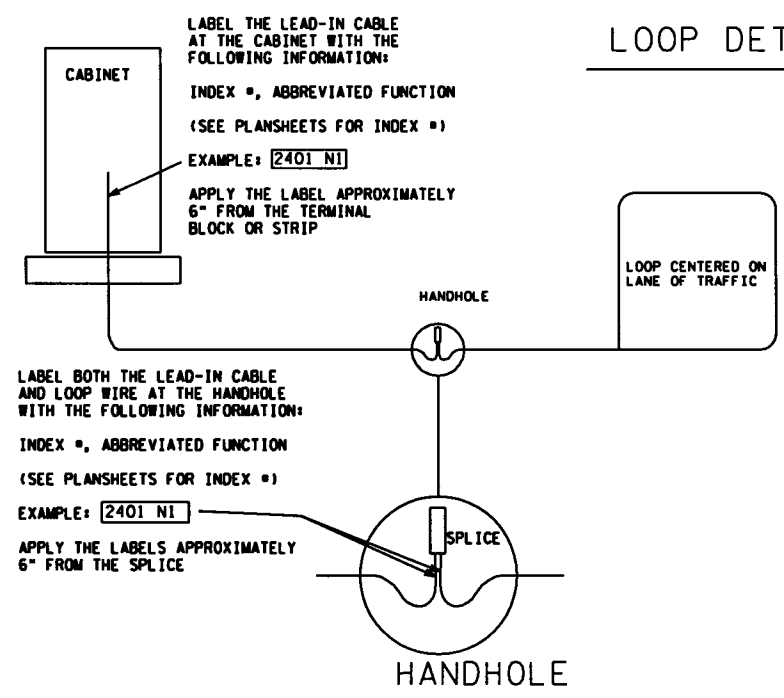 LABEL THE LEAD-IN CABLE
AT THE CABINET WITH THE
FOLLOWING INFORMATION:
INDEX #, ABBREVIATED FUNCTION
(SEE PLANSHEETS FOR INDEX #)
EXAMPLE: 2401 N1
APPLY THE LABEL APPROXIMATELY
6" FROM THE TERMINAL
BLOCK OR STRIP
LOOP DET
CABINET
LOOP CENTERED ON
LANE OF TRAFFIC
HANDHOLE
LABEL BOTH THE LEAD-IN CABLE
AND LOOP WIRE AT THE HANDHOLE
WITH THE FOLLOWING INFORMATION:
INDEX #, ABBREVIATED FUNCTION
(SEE PLANSHEETS FOR INDEX #)
EXAMPLE: 2401 N1
APPLY THE LABELS APPROXIMATELY
6" FROM THE SPLICE
SPLICE
HANDHOLE